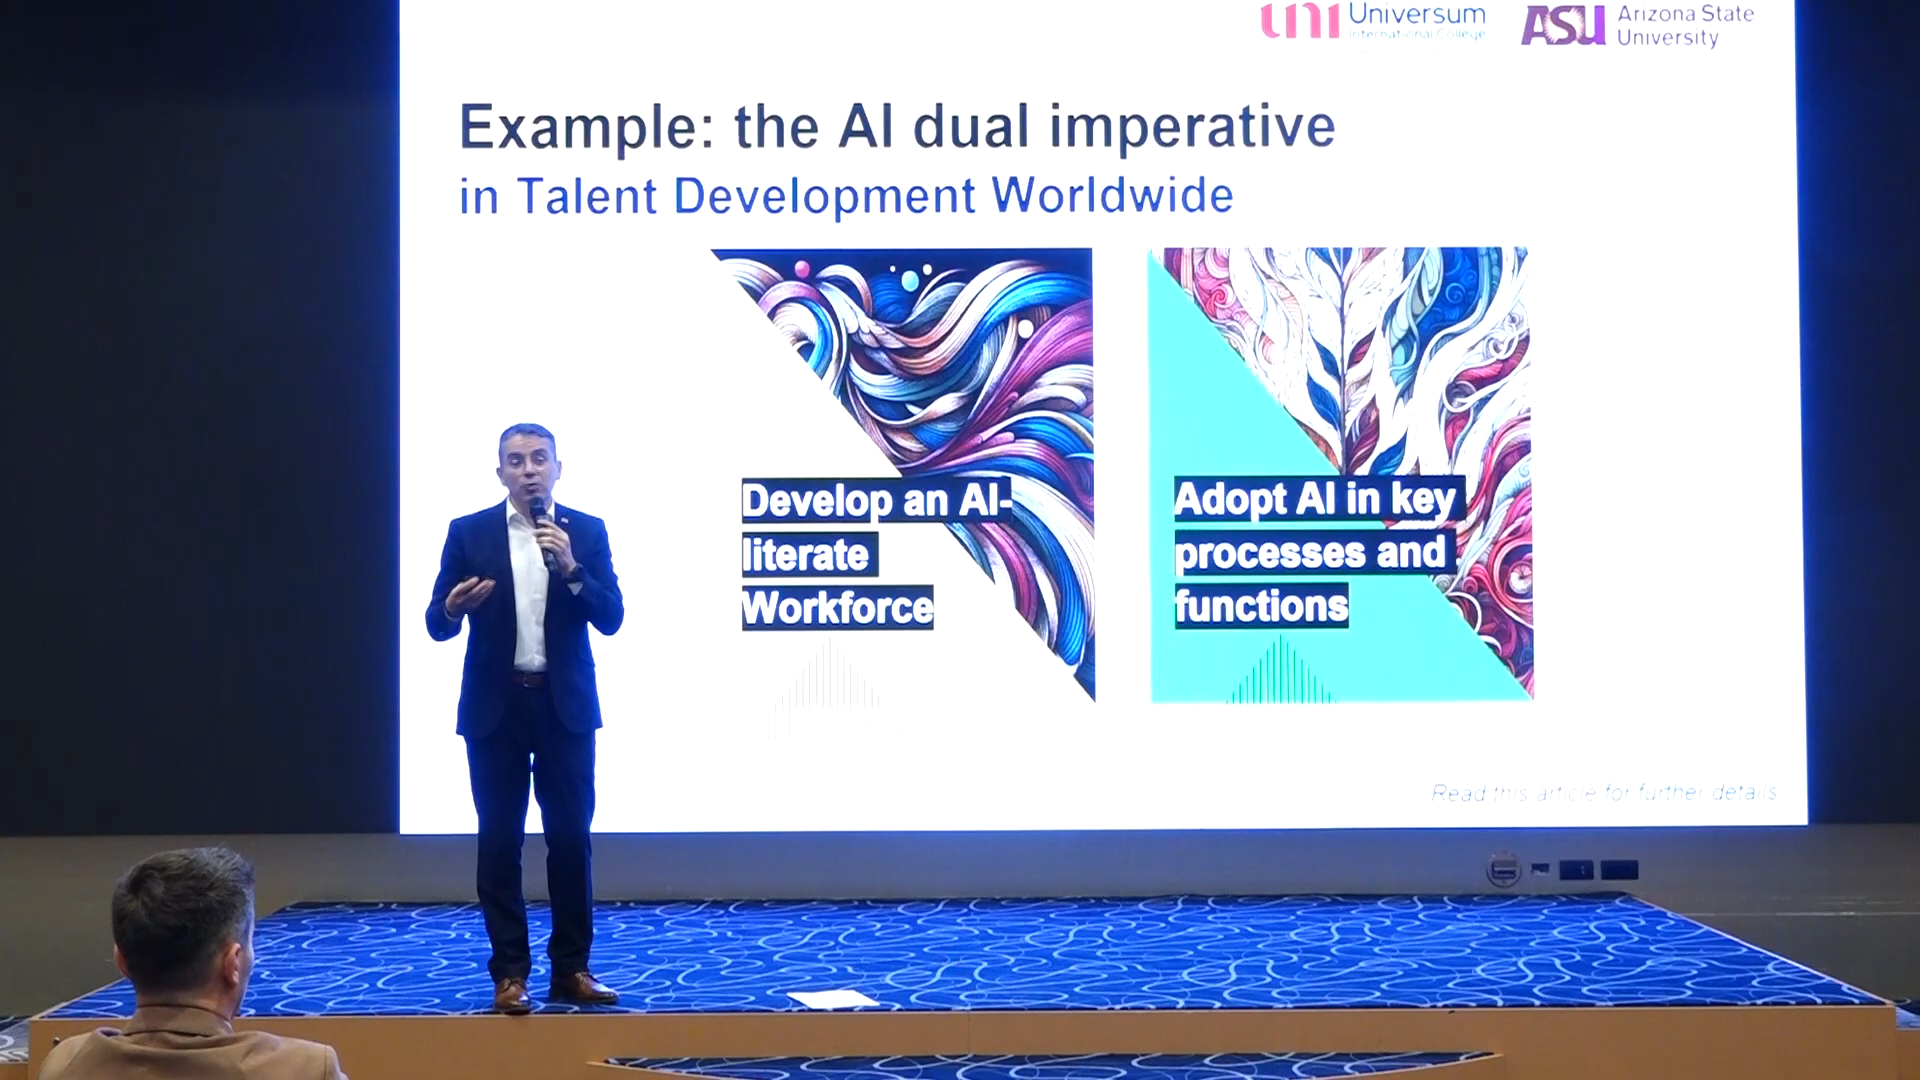 uni Universum
International College
ASU Arizona State
University
Example: the AI dual imperative
in Talent Development Worldwide
Develop an AI-
literate
Workforce
Adopt AI in key
processes and
functions
Read this article for further details